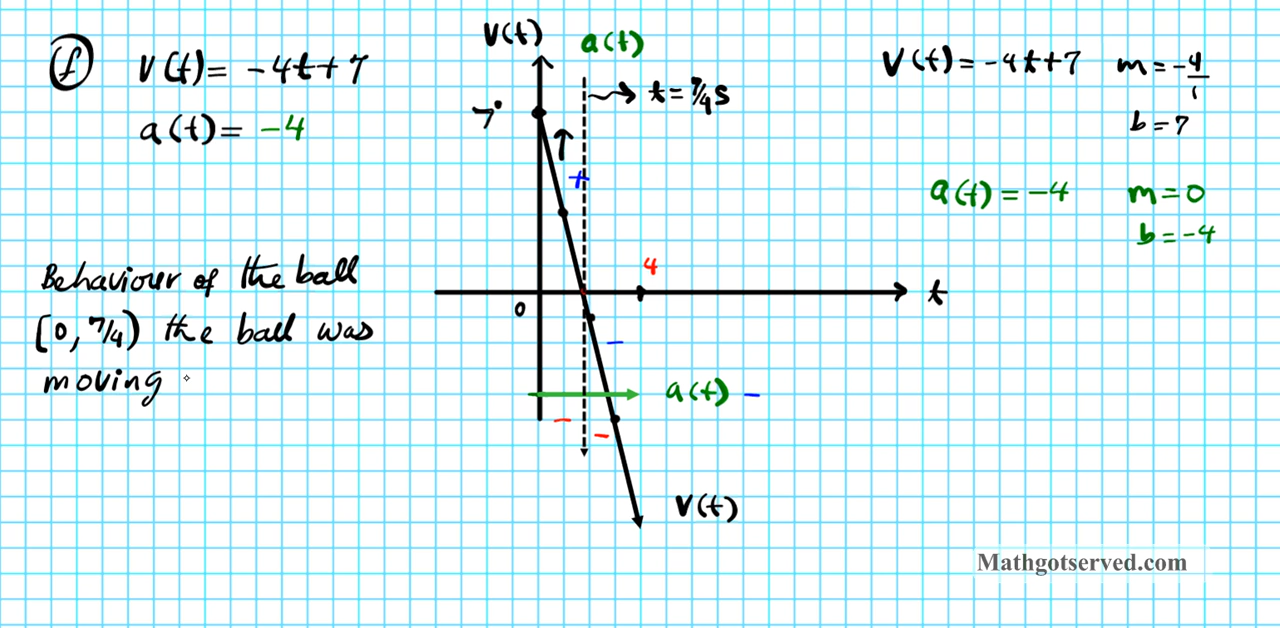 f V(t) = -4t+7
a(t) = -4
Behaviour of the ball
[0, 7/4) the ball was
moving
V(t) a(t)
t = 7/4 s
7
+
4
0
t
-
a(t) -
- -
V(t)
V(t) = -4t+7 m = -4/1
b = 7
a(t) = -4 m = 0
b = -4
Mathgotserved.com